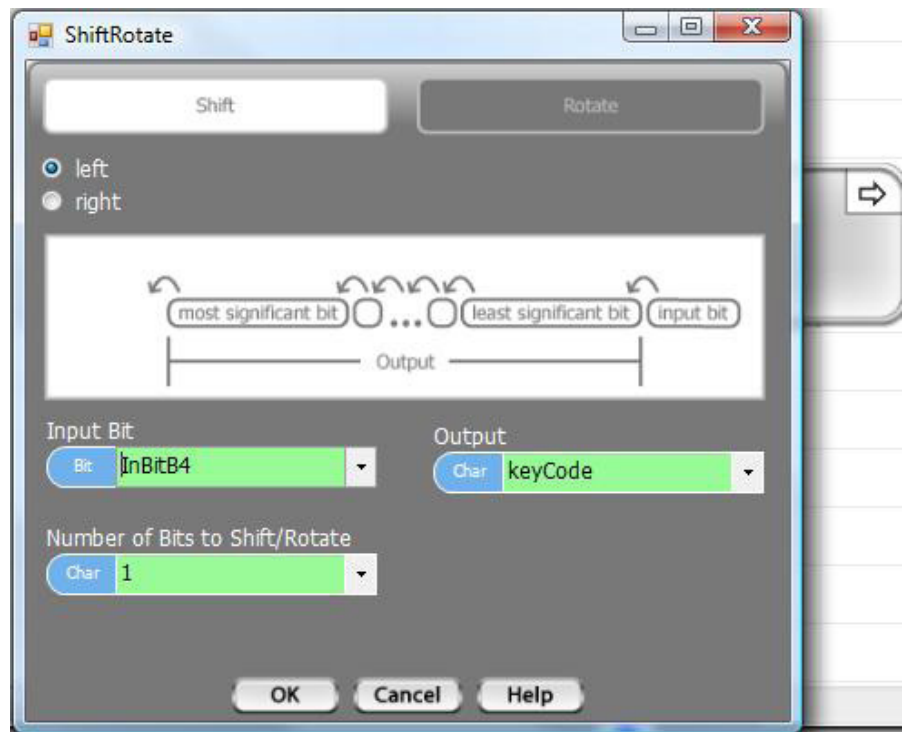 ShiftRotate
Shift
Rotate
left
right
most significant bit ... least significant bit input bit
Output
Input Bit
Bit InBitB4
Output
Char keyCode
Number of Bits to Shift/Rotate
Char 1
OK Cancel Help